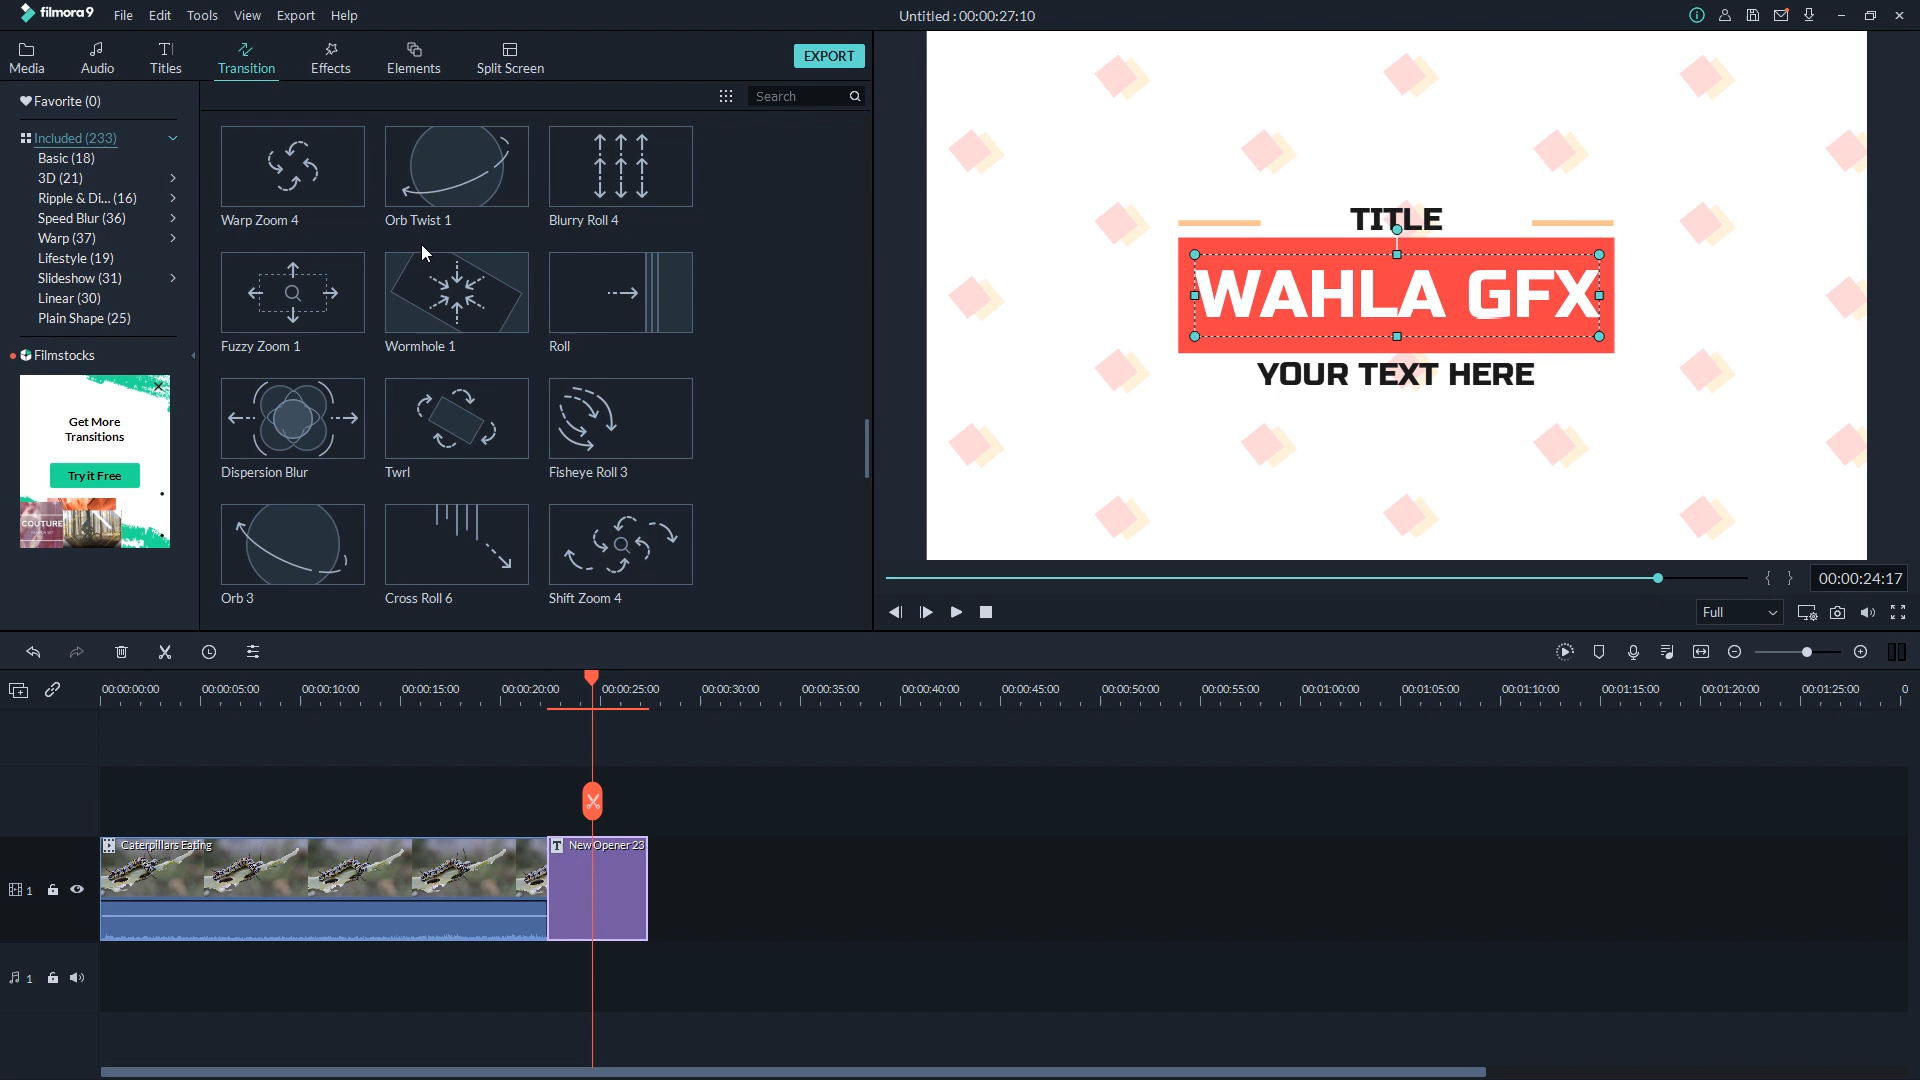 filmora9 File Edit Tools View Export Help
Untitled : 00:00:27:10
Media Audio Titles Transition Effects Elements Split Screen
EXPORT
Favorite (0)
Search
Included (233)
Basic (18)
3D (21)
Ripple & Di... (16)
Speed Blur (36)
Warp (37)
Lifestyle (19)
Slideshow (31)
Linear (30)
Plain Shape (25)
Filmstocks
Get More
Transitions
Try it Free
COUTURE
Warp Zoom 4
Orb Twist 1
Blurry Roll 4
Fuzzy Zoom 1
Wormhole 1
Roll
Dispersion Blur
Twrl
Fisheye Roll 3
Orb 3
Cross Roll 6
Shift Zoom 4
TITLE
WAHLA GFX
YOUR TEXT HERE
{ } 00:00:24:17
Full
00:00:00:00 00:00:05:00 00:00:10:00 00:00:15:00 00:00:20:00 00:00:25:00 00:00:30:00 00:00:35:00 00:00:40:00 00:00:45:00 00:00:50:00 00:00:55:00 00:01:00:00 00:01:05:00 00:01:10:00 00:01:15:00 00:01:20:00 00:01:25:00 0
Caterpillars Eating
T New Opener 23
1
1